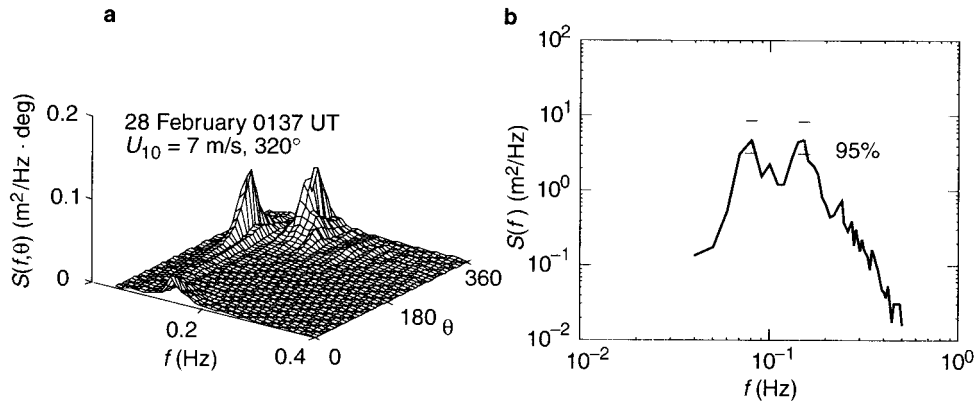 a
28 February 0137 UT
U10 = 7 m/s, 320°
S(f,θ) (m²/Hz · deg)
0.2
0.1
0
0.2
0.4
f (Hz)
0
180
360
θ
b
10²
10¹
10⁰
10⁻¹
10⁻²
S(f) (m²/Hz)
95%
10⁻²
10⁻¹
10⁰
f (Hz)